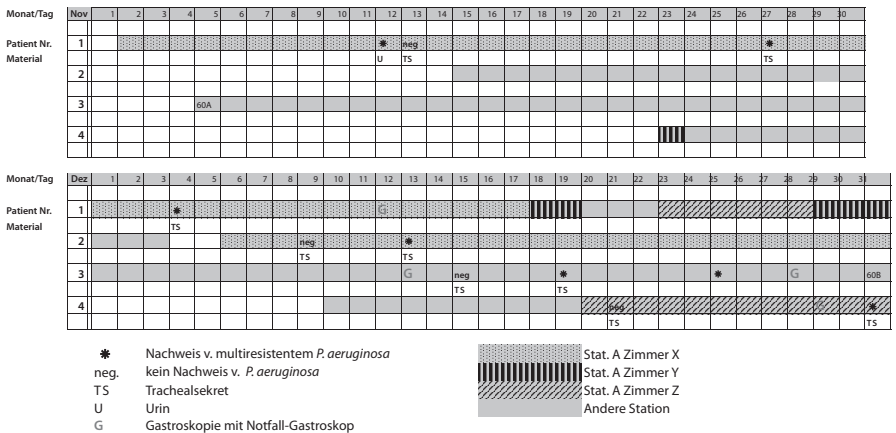 Monat/Tag Nov 1 2 3 4 5 6 7 8 9 10 11 12 13 14 15 16 17 18 19 20 21 22 23 24 25 26 27 28 29 30
Patient Nr. 1 * neg *
Material U TS TS
2
3 60A
4
Monat/Tag Dez 1 2 3 4 5 6 7 8 9 10 11 12 13 14 15 16 17 18 19 20 21 22 23 24 25 26 27 28 29 30 31
Patient Nr. 1 * G
Material TS
2 neg *
TS TS
3 G neg * * G 60B
TS TS
4 neg G *
TS TS
* Nachweis v. multiresistentem P. aeruginosa
neg. kein Nachweis v. P. aeruginosa
TS Trachealsekret
U Urin
G Gastroskopie mit Notfall-Gastroskop
Stat. A Zimmer X
Stat. A Zimmer Y
Stat. A Zimmer Z
Andere Station